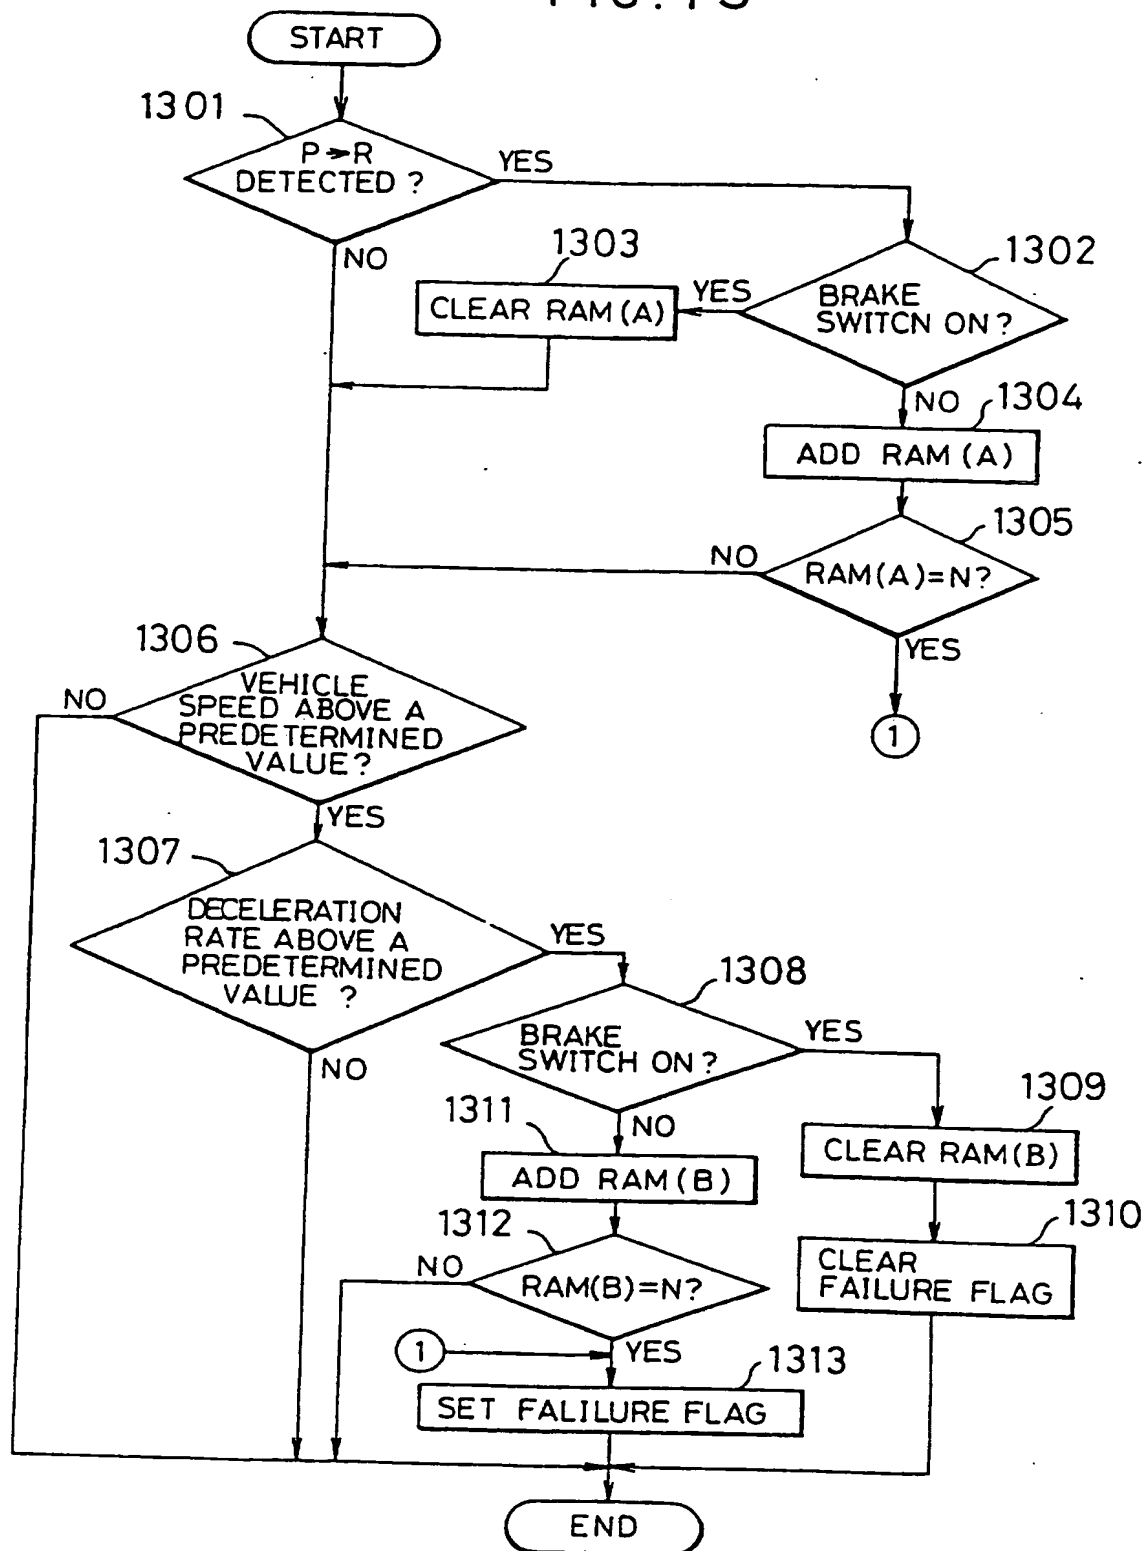 FIG. 13
START
1301
P→R
DETECTED ?
YES
NO
1303
CLEAR RAM (A)
YES
1302
BRAKE
SWITCN ON ?
NO
1304
ADD RAM (A)
1305
NO
RAM(A)=N?
YES
1
1306
NO
VEHICLE
SPEED ABOVE A
PREDETERMINED
VALUE?
YES
1307
DECELERATION
RATE ABOVE A
PREDETERMINED
VALUE ?
YES
NO
1308
BRAKE
SWITCH ON ?
YES
NO
1309
CLEAR RAM(B)
1310
CLEAR
FAILURE FLAG
1311
ADD RAM (B)
1312
NO
RAM(B)=N?
YES
1
1313
SET FALILURE FLAG
END